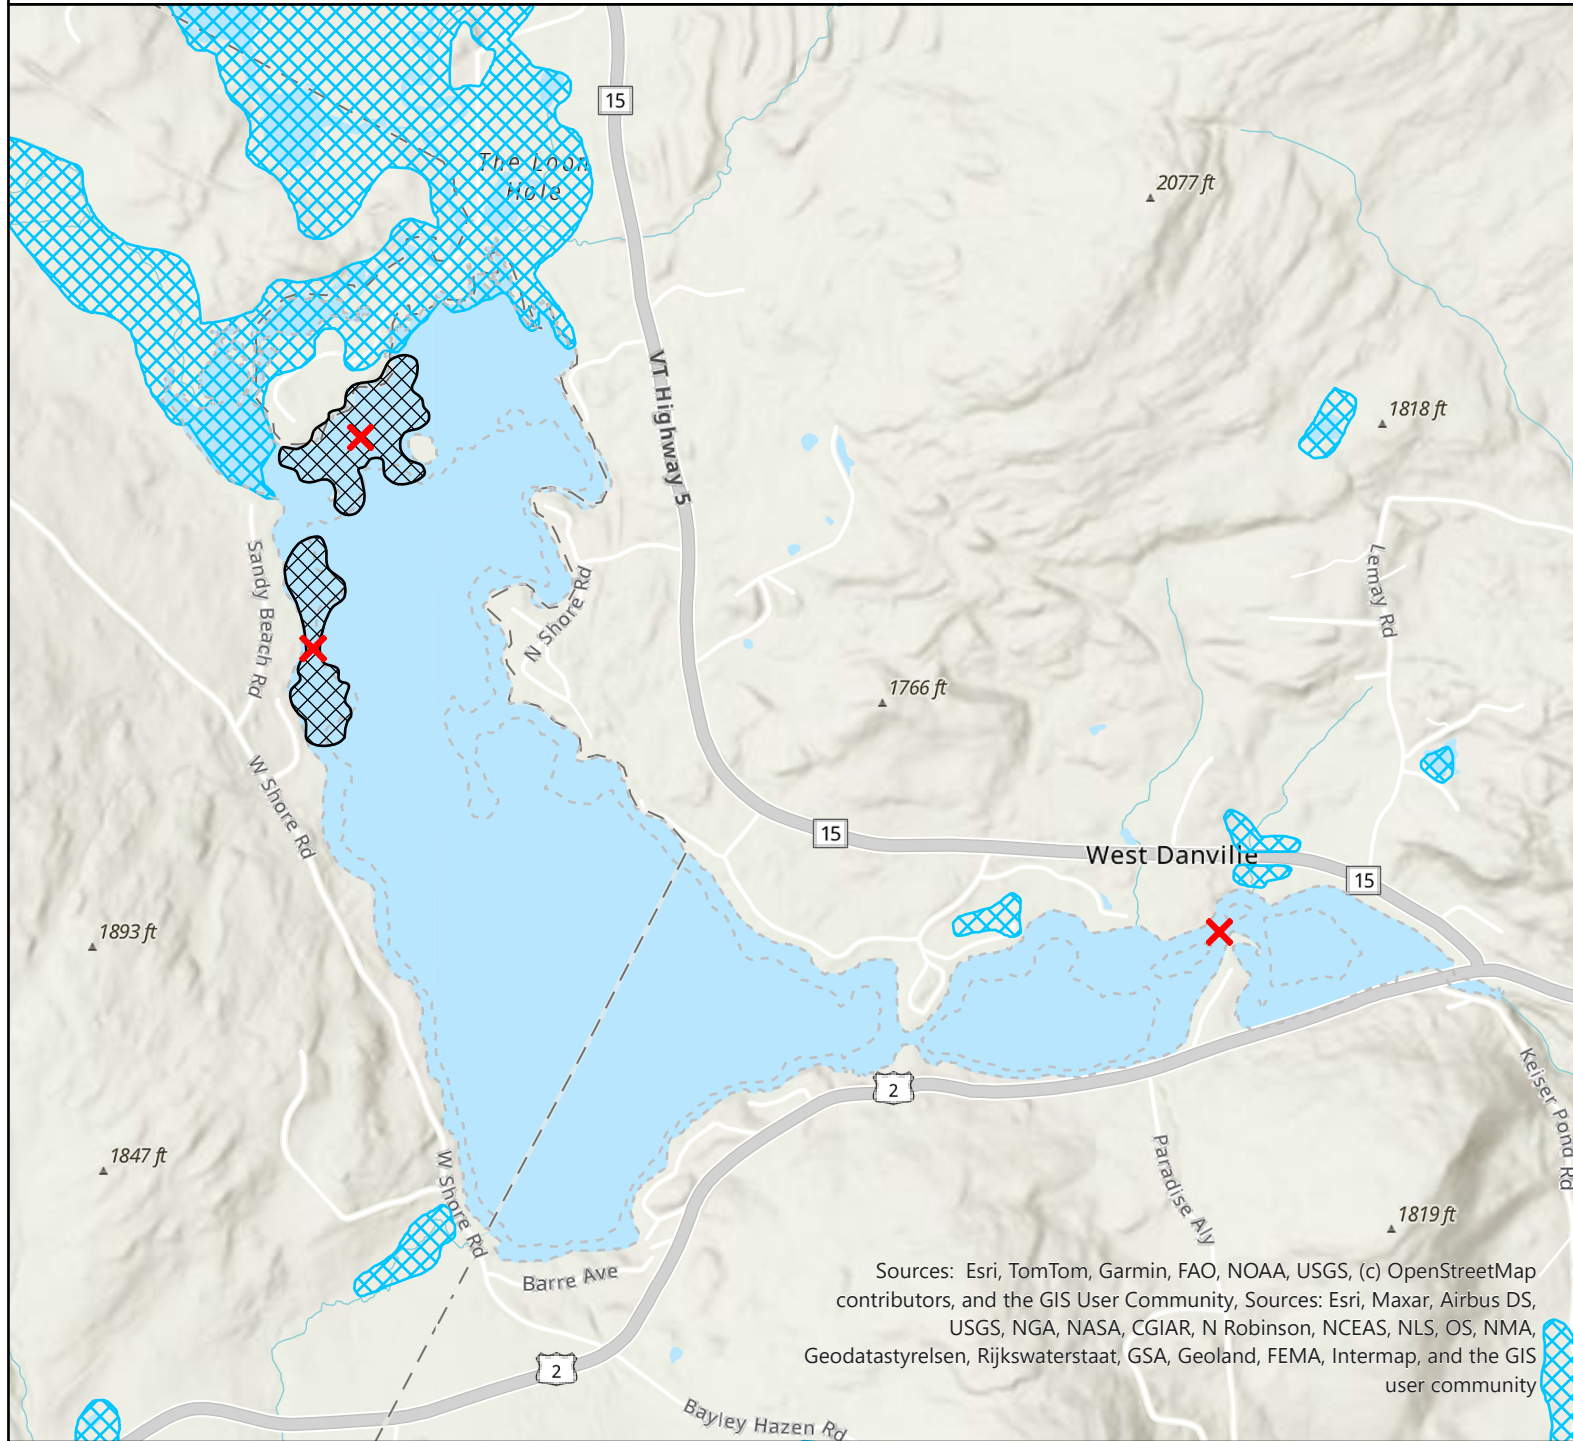 15
The Loon
Hole
2077 ft
VT Highway 5
1818 ft
Sandy Beach Rd
N Shore Rd
Lemay Rd
1766 ft
W Shore Rd
15
West Danville
15
1893 ft
2
Keiser Pond Rd
1847 ft
W Shore Rd
Paradise Aly
1819 ft
Barre Ave
Sources: Esri, TomTom, Garmin, FAO, NOAA, USGS, (c) OpenStreetMap
contributors, and the GIS User Community, Sources: Esri, Maxar, Airbus DS,
USGS, NGA, NASA, CGIAR, N Robinson, NCEAS, NLS, OS, NMA,
Geodatastyrelsen, Rijkswaterstaat, GSA, Geoland, FEMA, Intermap, and the GIS
user community
2
Bayley Hazen Rd